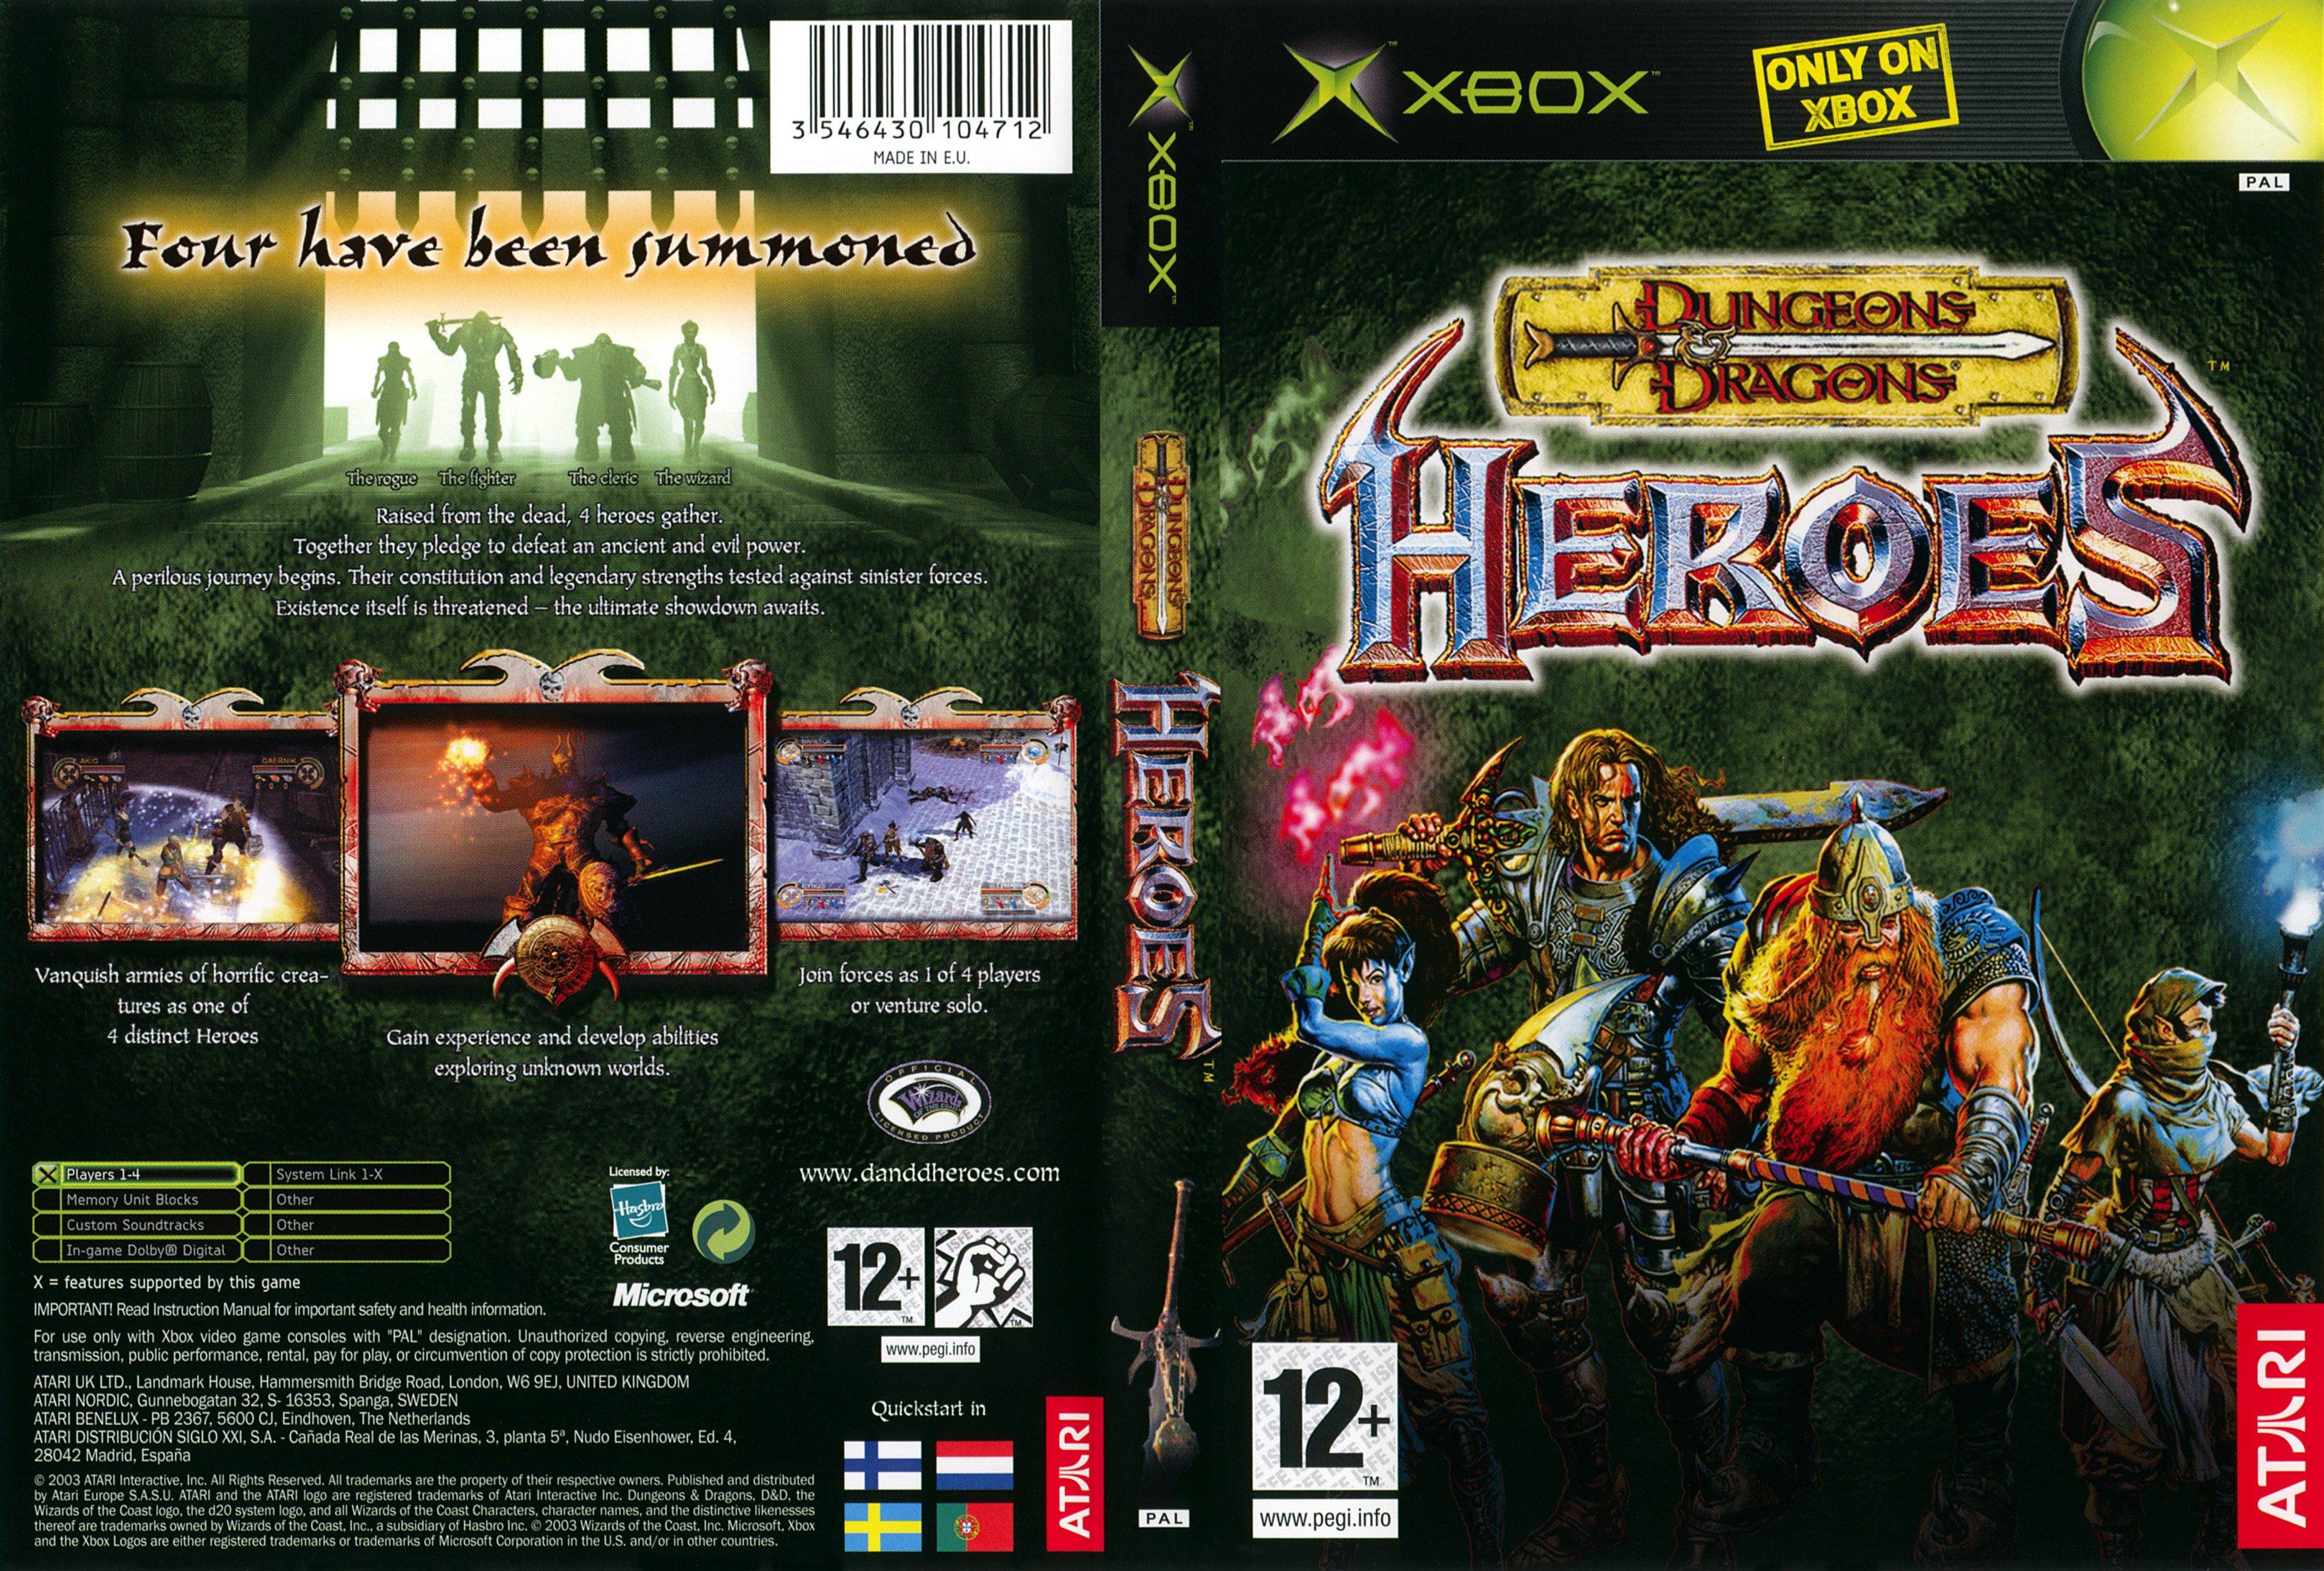 3 546430 104712
MADE IN E.U.
Four have been summoned
The rogue The fighter The cleric The wizard
Raised from the dead, 4 heroes gather.
Together they pledge to defeat an ancient and evil power.
A perilous journey begins. Their constitution and legendary strengths tested against sinister forces.
Existence itself is threatened – the ultimate showdown awaits.
Vanquish armies of horrific crea-
tures as one of
4 distinct Heroes
Gain experience and develop abilities
exploring unknown worlds.
Join forces as 1 of 4 players
or venture solo.
OFFICIAL
Wizards
OF THE COAST
LICENSED PRODUCT
www.danddheroes.com
X Players 1-4
System Link 1-X
Memory Unit Blocks
Other
Custom Soundtracks
Other
In-game Dolby® Digital
Other
X = features supported by this game
Licensed by:
Hasbro
Consumer
Products
Microsoft
12+
TM
TM
www.pegi.info
IMPORTANT! Read Instruction Manual for important safety and health information.
For use only with Xbox video game consoles with "PAL" designation. Unauthorized copying, reverse engineering,
transmission, public performance, rental, pay for play, or circumvention of copy protection is strictly prohibited.
ATARI UK LTD., Landmark House, Hammersmith Bridge Road, London, W6 9EJ, UNITED KINGDOM
ATARI NORDIC, Gunnebogatan 32, S- 16353, Spanga, SWEDEN
ATARI BENELUX - PB 2367, 5600 CJ, Eindhoven, The Netherlands
ATARI DISTRIBUCIÓN SIGLO XXI, S.A. - Cañada Real de las Merinas, 3, planta 5ª, Nudo Eisenhower, Ed. 4,
28042 Madrid, España
© 2003 ATARI Interactive, Inc. All Rights Reserved. All trademarks are the property of their respective owners. Published and distributed
by Atari Europe S.A.S.U. ATARI and the ATARI logo are registered trademarks of Atari Interactive Inc. Dungeons & Dragons, D&D, the
Wizards of the Coast logo, the d20 system logo, and all Wizards of the Coast Characters, character names, and the distinctive likenesses
thereof are trademarks owned by Wizards of the Coast, Inc., a subsidiary of Hasbro Inc. © 2003 Wizards of the Coast, Inc. Microsoft, Xbox
and the Xbox Logos are either registered trademarks or trademarks of Microsoft Corporation in the U.S. and/or in other countries.
Quickstart in
ATARI
XBOX™
DUNGEONS
DRAGONS
HEROES™
PAL
XBOX™
ONLY ON
XBOX
PAL
DUNGEONS
DRAGONS®
HEROES™
12+
TM
www.pegi.info
ATARI